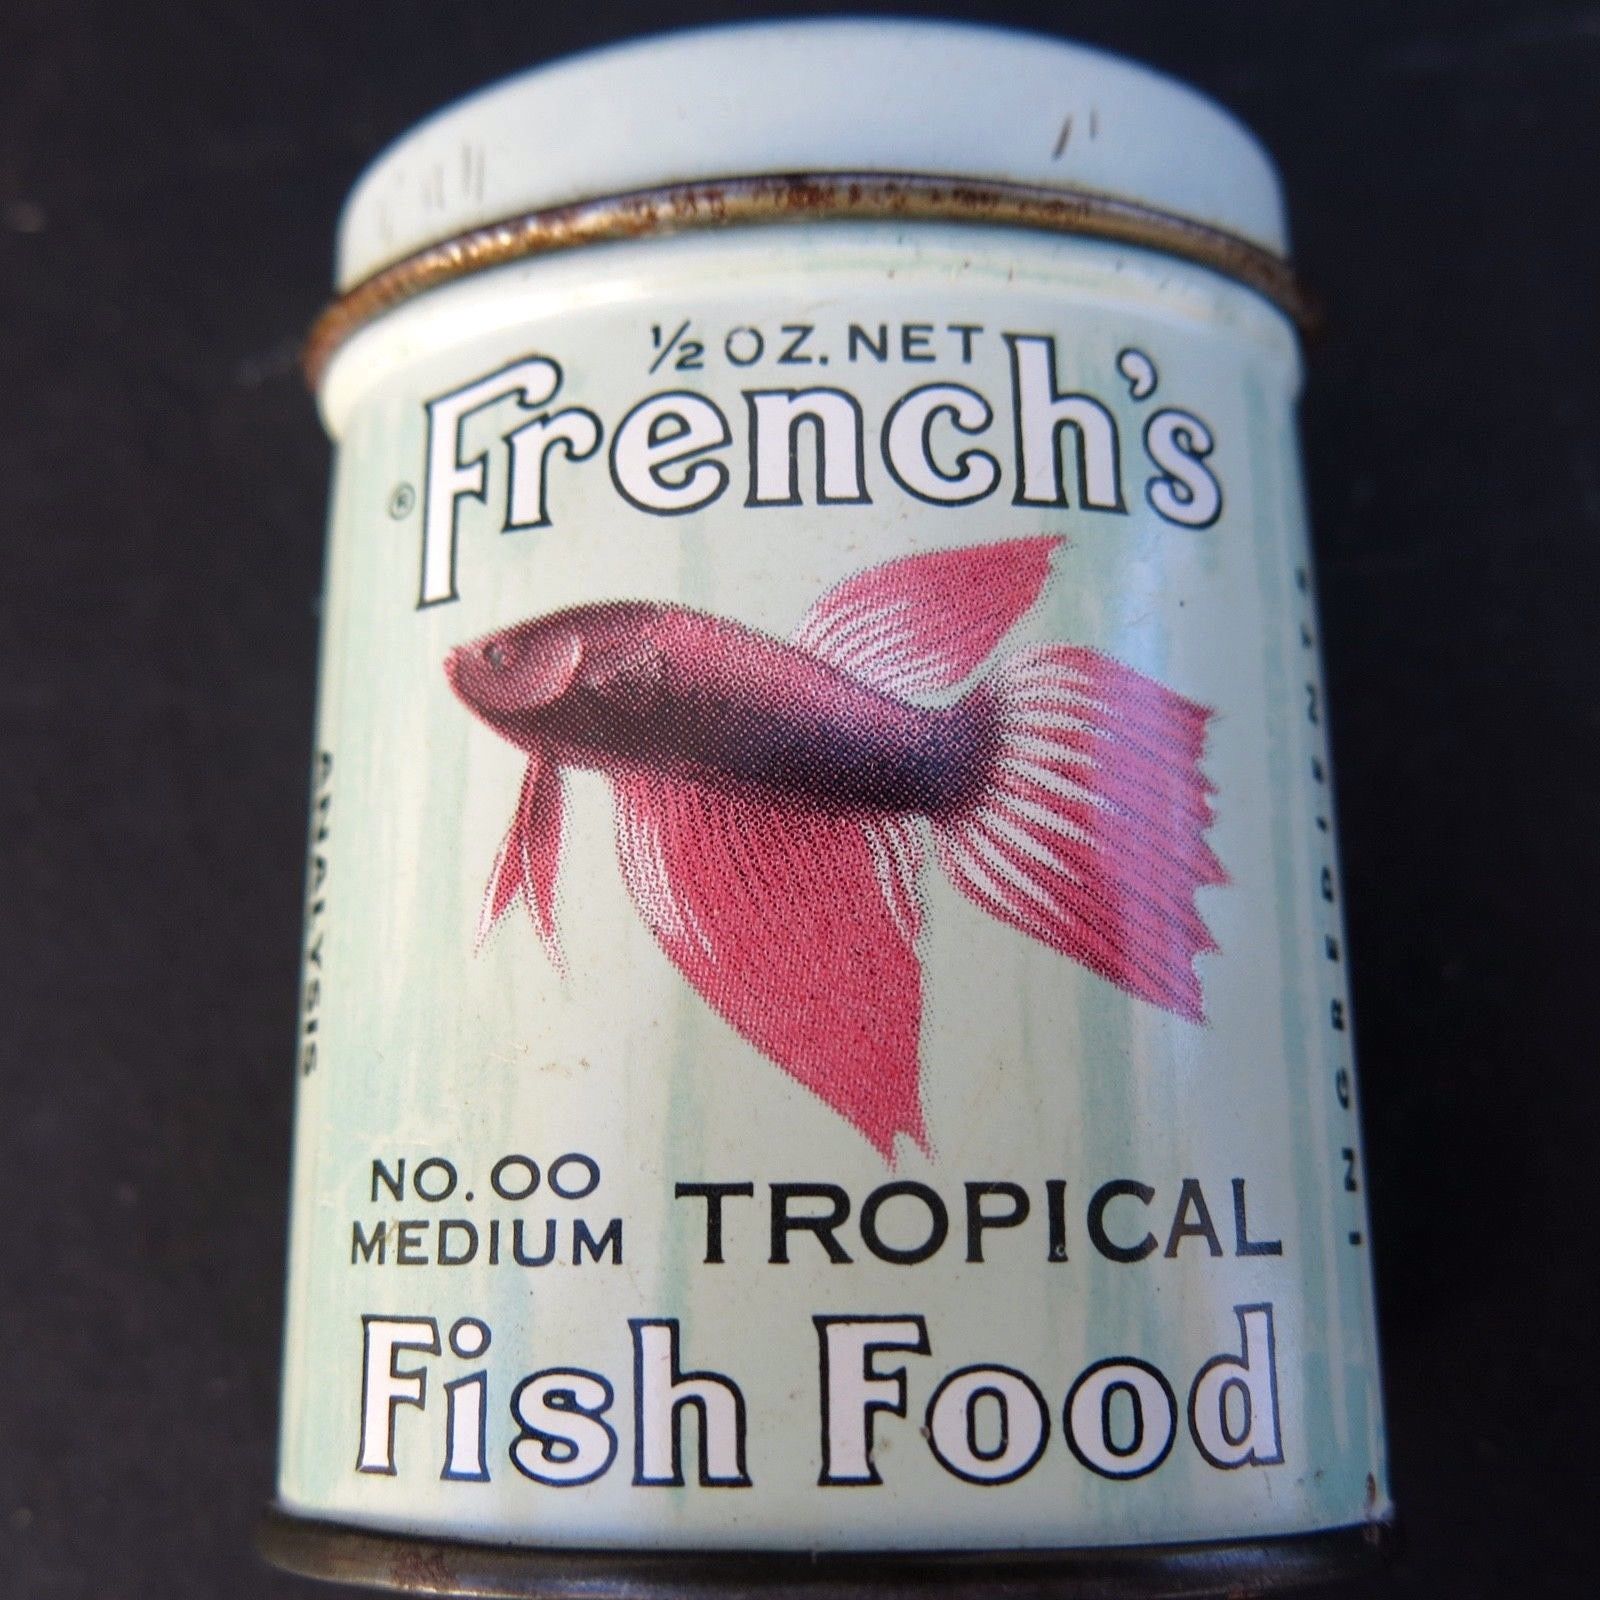 ½ OZ. NET
® French's
NO. 00
MEDIUM
TROPICAL
Fish Food
ANALYSIS
INGREDIENTS